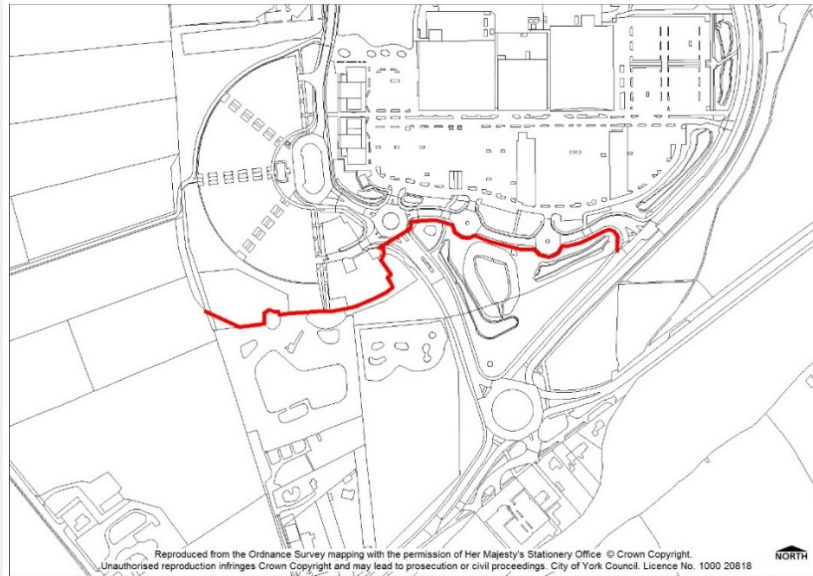 Reproduced from the Ordnance Survey mapping with the permission of Her Majesty's Stationery Office © Crown Copyright.
Unauthorised reproduction infringes Crown Copyright and may lead to prosecution or civil proceedings. City of York Council. Licence No. 1000 20818
NORTH